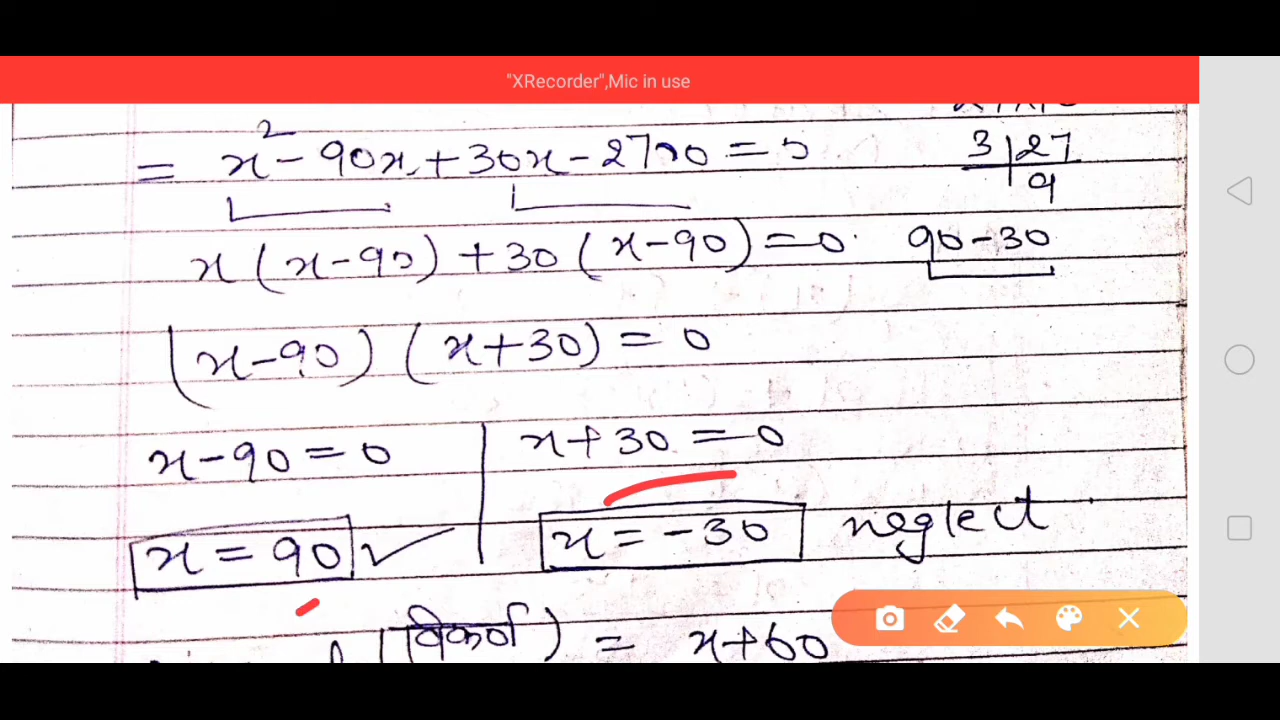 "XRecorder",Mic in use
= x² - 90x + 30x - 2700 = 0
3 | 27
9
x (x - 90) + 30 (x - 90) = 0
90 - 30
(x - 90) (x + 30) = 0
x - 90 = 0
x + 30 = 0
x = 90 ✓
x = -30 neglect
(विकर्ण) = x + 60